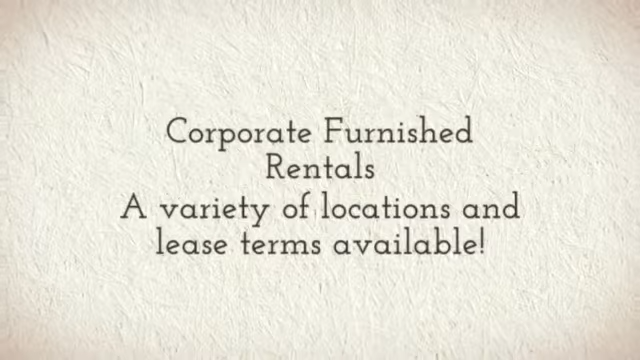 Corporate Furnished
Rentals
A variety of locations and
lease terms available!